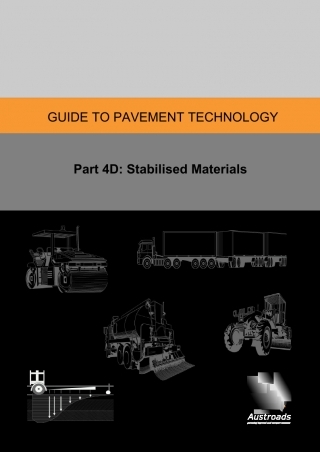 GUIDE TO PAVEMENT TECHNOLOGY
Part 4D: Stabilised Materials
Austroads